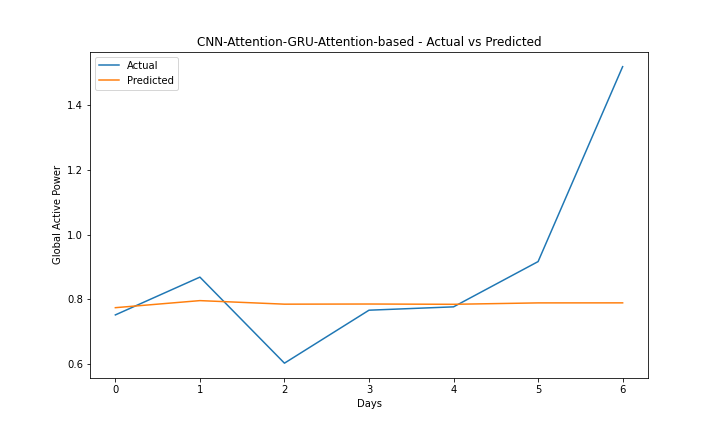 CNN-Attention-GRU-Attention-based - Actual vs Predicted
Actual
Predicted
Global Active Power
1.4
1.2
1.0
0.8
0.6
0 1 2 3 4 5 6
Days